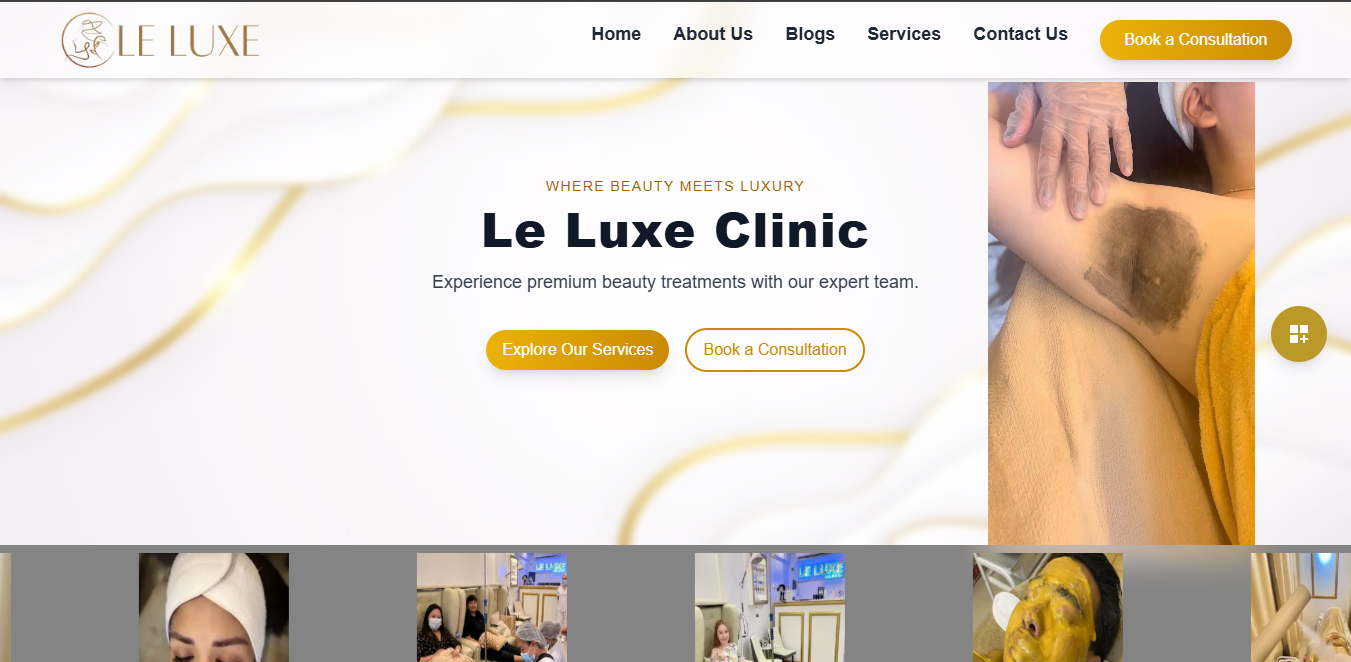 LE LUXE
Home
About Us
Blogs
Services
Contact Us
Book a Consultation
WHERE BEAUTY MEETS LUXURY
Le Luxe Clinic
Experience premium beauty treatments with our expert team.
Explore Our Services
Book a Consultation
LE LUXE
LE LUXE